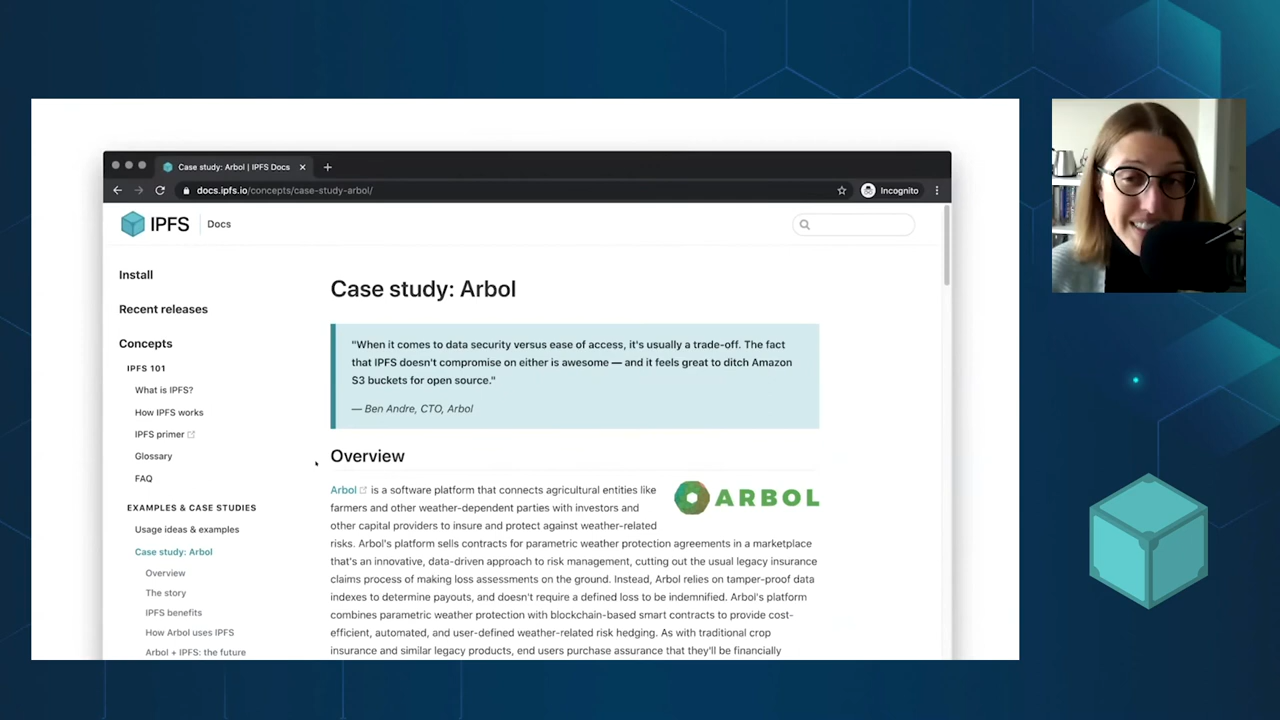 Case study: Arbol | IPFS Docs
docs.ipfs.io/concepts/case-study-arbol/
Incognito
IPFS
Docs
Install
Recent releases
Concepts
IPFS 101
What is IPFS?
How IPFS works
IPFS primer
Glossary
FAQ
EXAMPLES & CASE STUDIES
Usage ideas & examples
Case study: Arbol
Overview
The story
IPFS benefits
How Arbol uses IPFS
Arbol + IPFS: the future
Case study: Arbol
"When it comes to data security versus ease of access, it's usually a trade-off. The fact
that IPFS doesn't compromise on either is awesome — and it feels great to ditch Amazon
S3 buckets for open source."
— Ben Andre, CTO, Arbol
Overview
ARBOL
Arbol is a software platform that connects agricultural entities like
farmers and other weather-dependent parties with investors and
other capital providers to insure and protect against weather-related
risks. Arbol's platform sells contracts for parametric weather protection agreements in a marketplace
that's an innovative, data-driven approach to risk management, cutting out the usual legacy insurance
claims process of making loss assessments on the ground. Instead, Arbol relies on tamper-proof data
indexes to determine payouts, and doesn't require a defined loss to be indemnified. Arbol's platform
combines parametric weather protection with blockchain-based smart contracts to provide cost-
efficient, automated, and user-defined weather-related risk hedging. As with traditional crop
insurance and similar legacy products, end users purchase assurance that they'll be financially